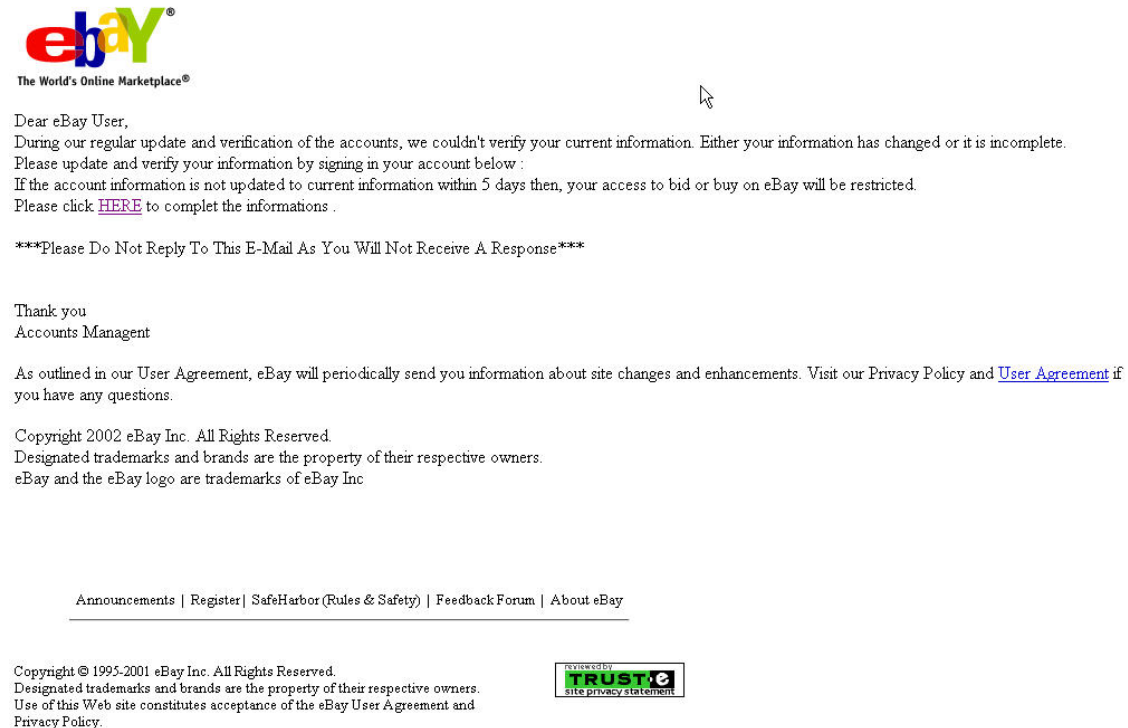 ebaY®
The World's Online Marketplace®
Dear eBay User,
During our regular update and verification of the accounts, we couldn't verify your current information. Either your information has changed or it is incomplete.
Please update and verify your information by signing in your account below :
If the account information is not updated to current information within 5 days then, your access to bid or buy on eBay will be restricted.
Please click HERE to complet the informations .
***Please Do Not Reply To This E-Mail As You Will Not Receive A Response***
Thank you
Accounts Managent
As outlined in our User Agreement, eBay will periodically send you information about site changes and enhancements. Visit our Privacy Policy and User Agreement if
you have any questions.
Copyright 2002 eBay Inc. All Rights Reserved.
Designated trademarks and brands are the property of their respective owners.
eBay and the eBay logo are trademarks of eBay Inc
Announcements | Register| SafeHarbor (Rules & Safety) | Feedback Forum | About eBay
Copyright © 1995-2001 eBay Inc. All Rights Reserved.
Designated trademarks and brands are the property of their respective owners.
Use of this Web site constitutes acceptance of the eBay User Agreement and
Privacy Policy.
reviewed by
TRUST·e
site privacy statement